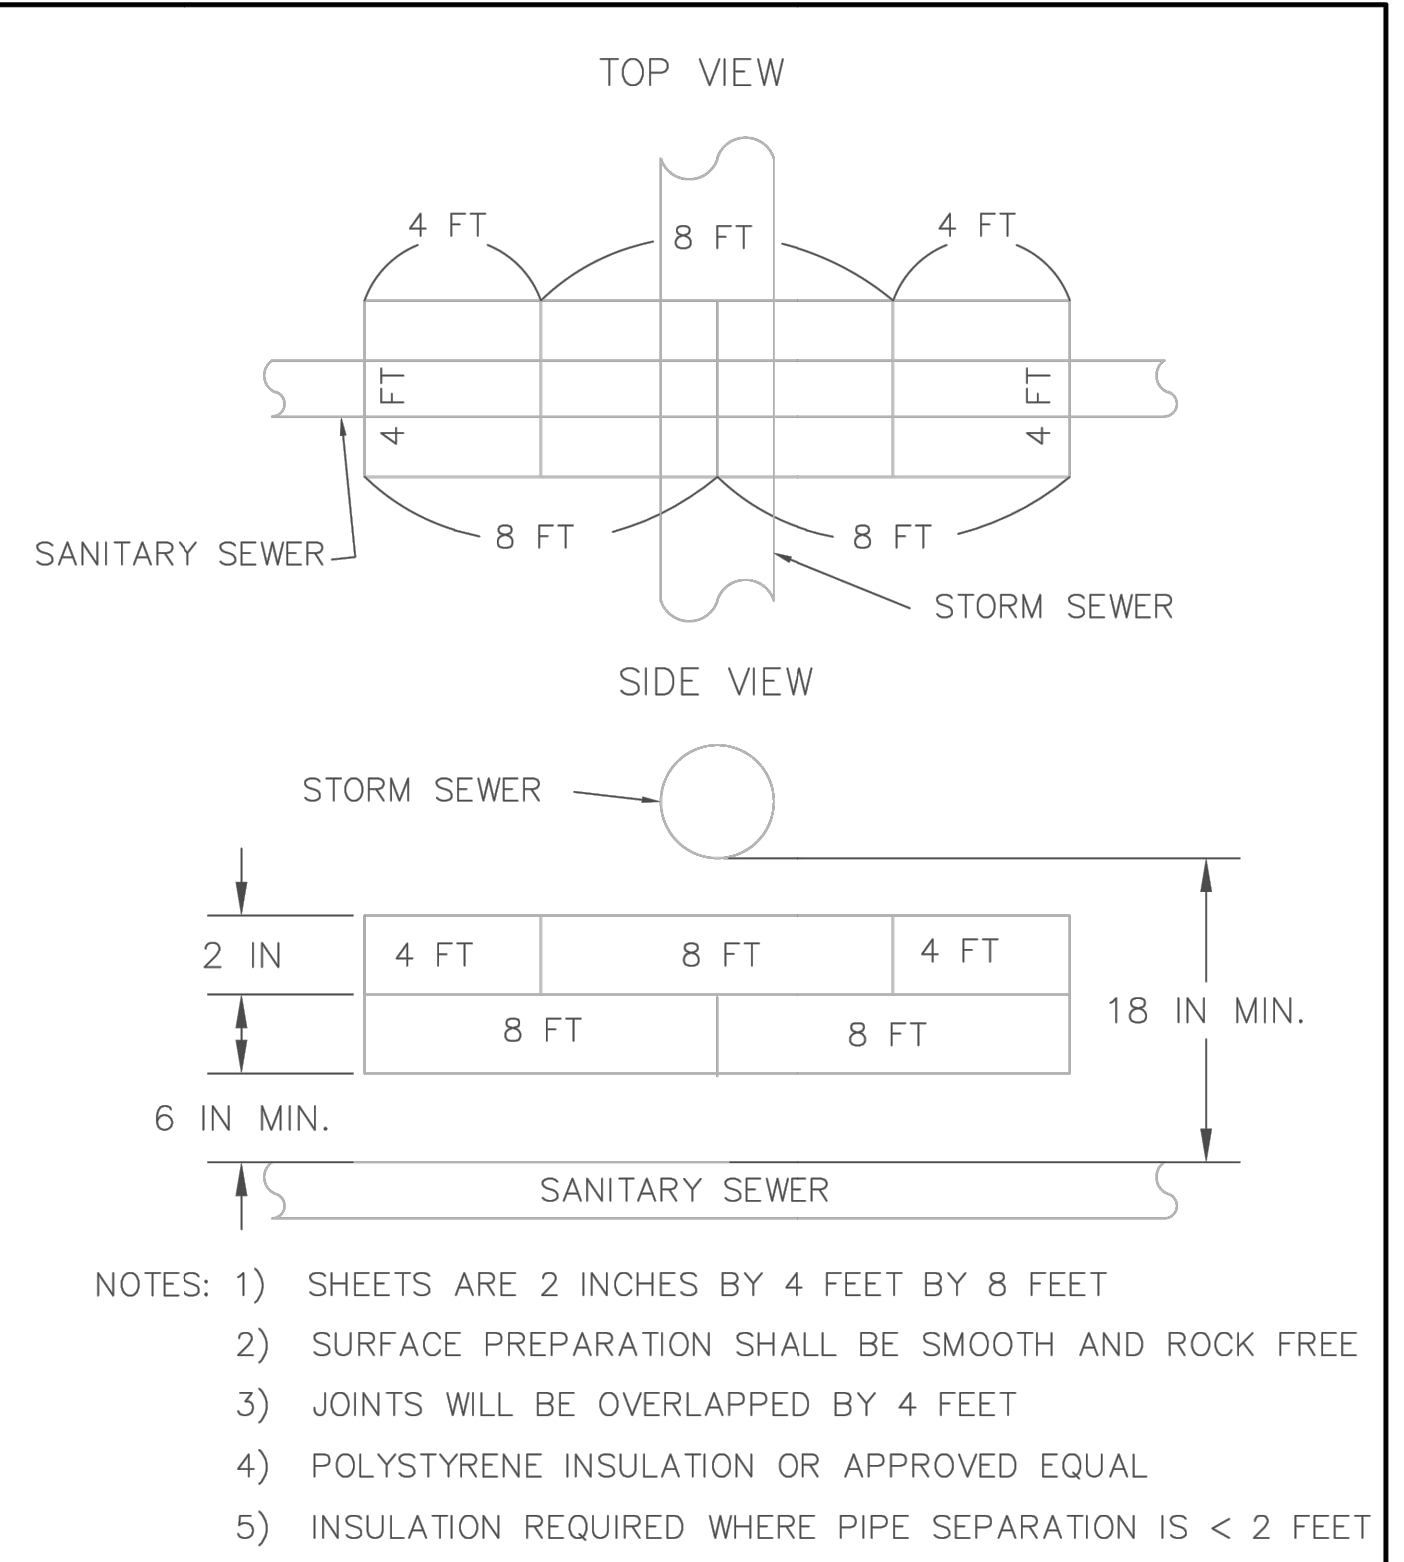 TOP VIEW
4 FT
8 FT
4 FT
4 FT
4 FT
8 FT
8 FT
SANITARY SEWER
STORM SEWER
SIDE VIEW
STORM SEWER
2 IN
4 FT
8 FT
4 FT
18 IN MIN.
8 FT
8 FT
6 IN MIN.
SANITARY SEWER
NOTES: 1) SHEETS ARE 2 INCHES BY 4 FEET BY 8 FEET
2) SURFACE PREPARATION SHALL BE SMOOTH AND ROCK FREE
3) JOINTS WILL BE OVERLAPPED BY 4 FEET
4) POLYSTYRENE INSULATION OR APPROVED EQUAL
5) INSULATION REQUIRED WHERE PIPE SEPARATION IS < 2 FEET